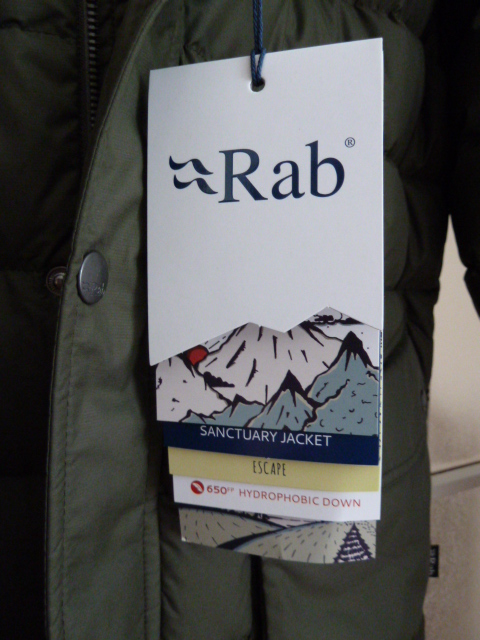 Rab®
SANCTUARY JACKET
ESCAPE
650FP HYDROPHOBIC DOWN